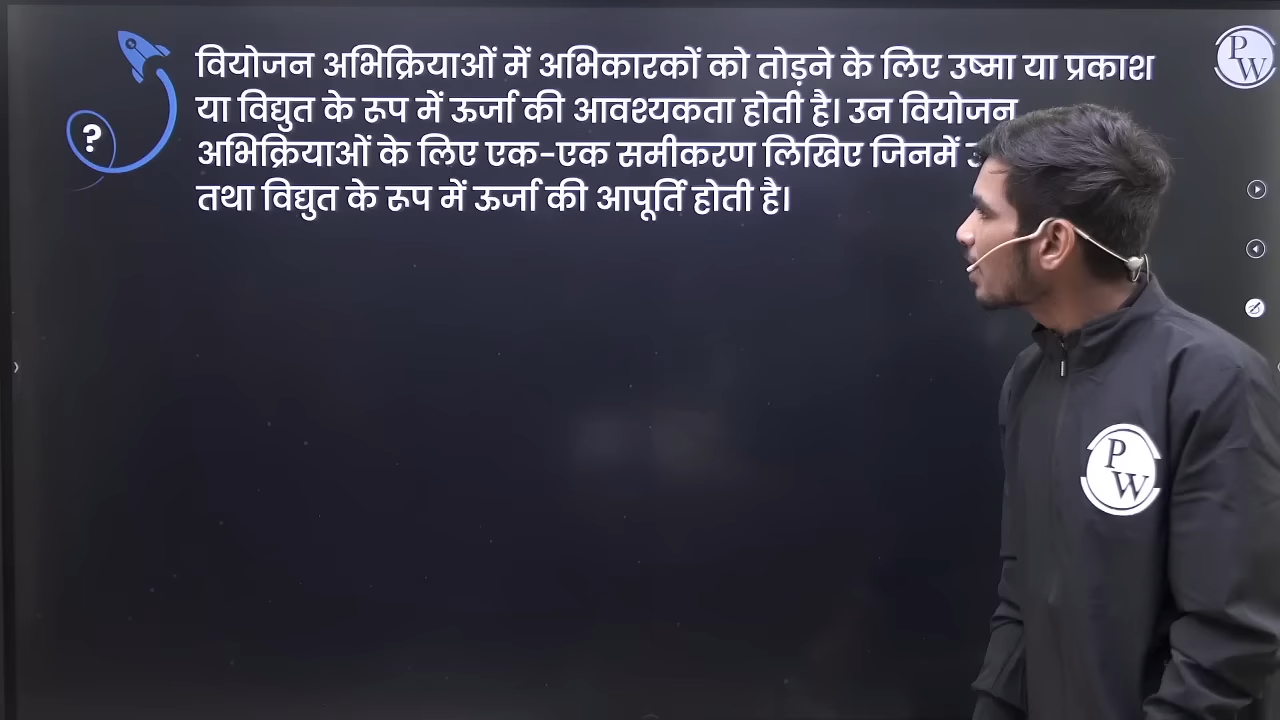 वियोजन अभिक्रियाओं में अभिकारकों को तोड़ने के लिए उष्मा या प्रकाश
या विद्युत के रूप में ऊर्जा की आवश्यकता होती है। उन वियोजन
अभिक्रियाओं के लिए एक-एक समीकरण लिखिए जिनमें
तथा विद्युत के रूप में ऊर्जा की आपूर्ति होती है।
?
PW
PW